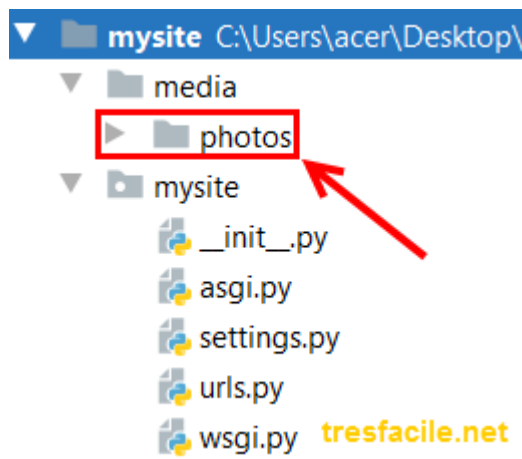 mysite C:\Users\acer\Desktop\
media
photos
mysite
__init__.py
asgi.py
settings.py
urls.py
wsgi.py tresfacile.net